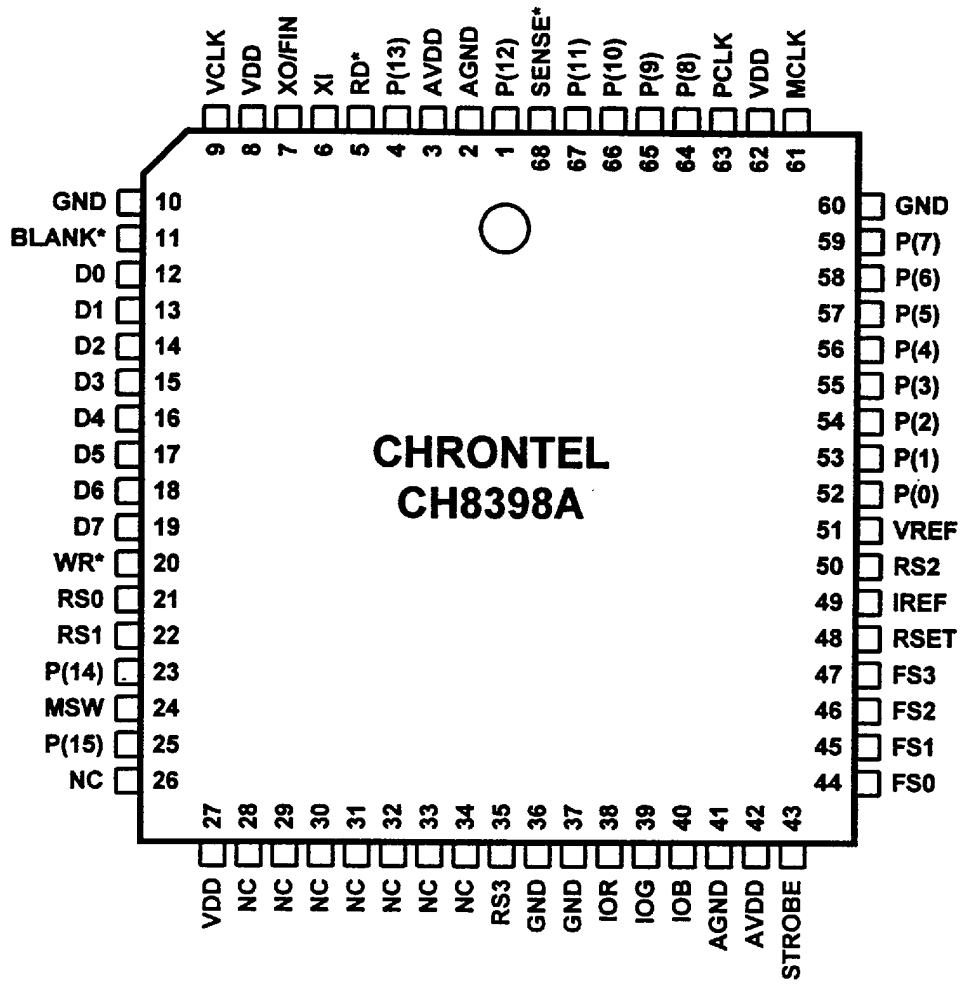 VCLK VDD XO/FIN XI RD* P(13) AVDD AGND P(12) SENSE* P(11) P(10) P(9) P(8) PCLK VDD MCLK
9 8 7 6 5 4 3 2 1 68 67 66 65 64 63 62 61
GND 10 60 GND
BLANK* 11 59 P(7)
D0 12 58 P(6)
D1 13 57 P(5)
D2 14 56 P(4)
D3 15 55 P(3)
D4 16 54 P(2)
D5 17 53 P(1)
D6 18 52 P(0)
D7 19 51 VREF
WR* 20 50 RS2
RS0 21 49 IREF
RS1 22 48 RSET
P(14) 23 47 FS3
MSW 24 46 FS2
P(15) 25 45 FS1
NC 26 44 FS0
CHRONTEL
CH8398A
27 28 29 30 31 32 33 34 35 36 37 38 39 40 41 42 43
VDD NC NC NC NC NC NC NC RS3 GND GND IOR IOG IOB AGND AVDD STROBE